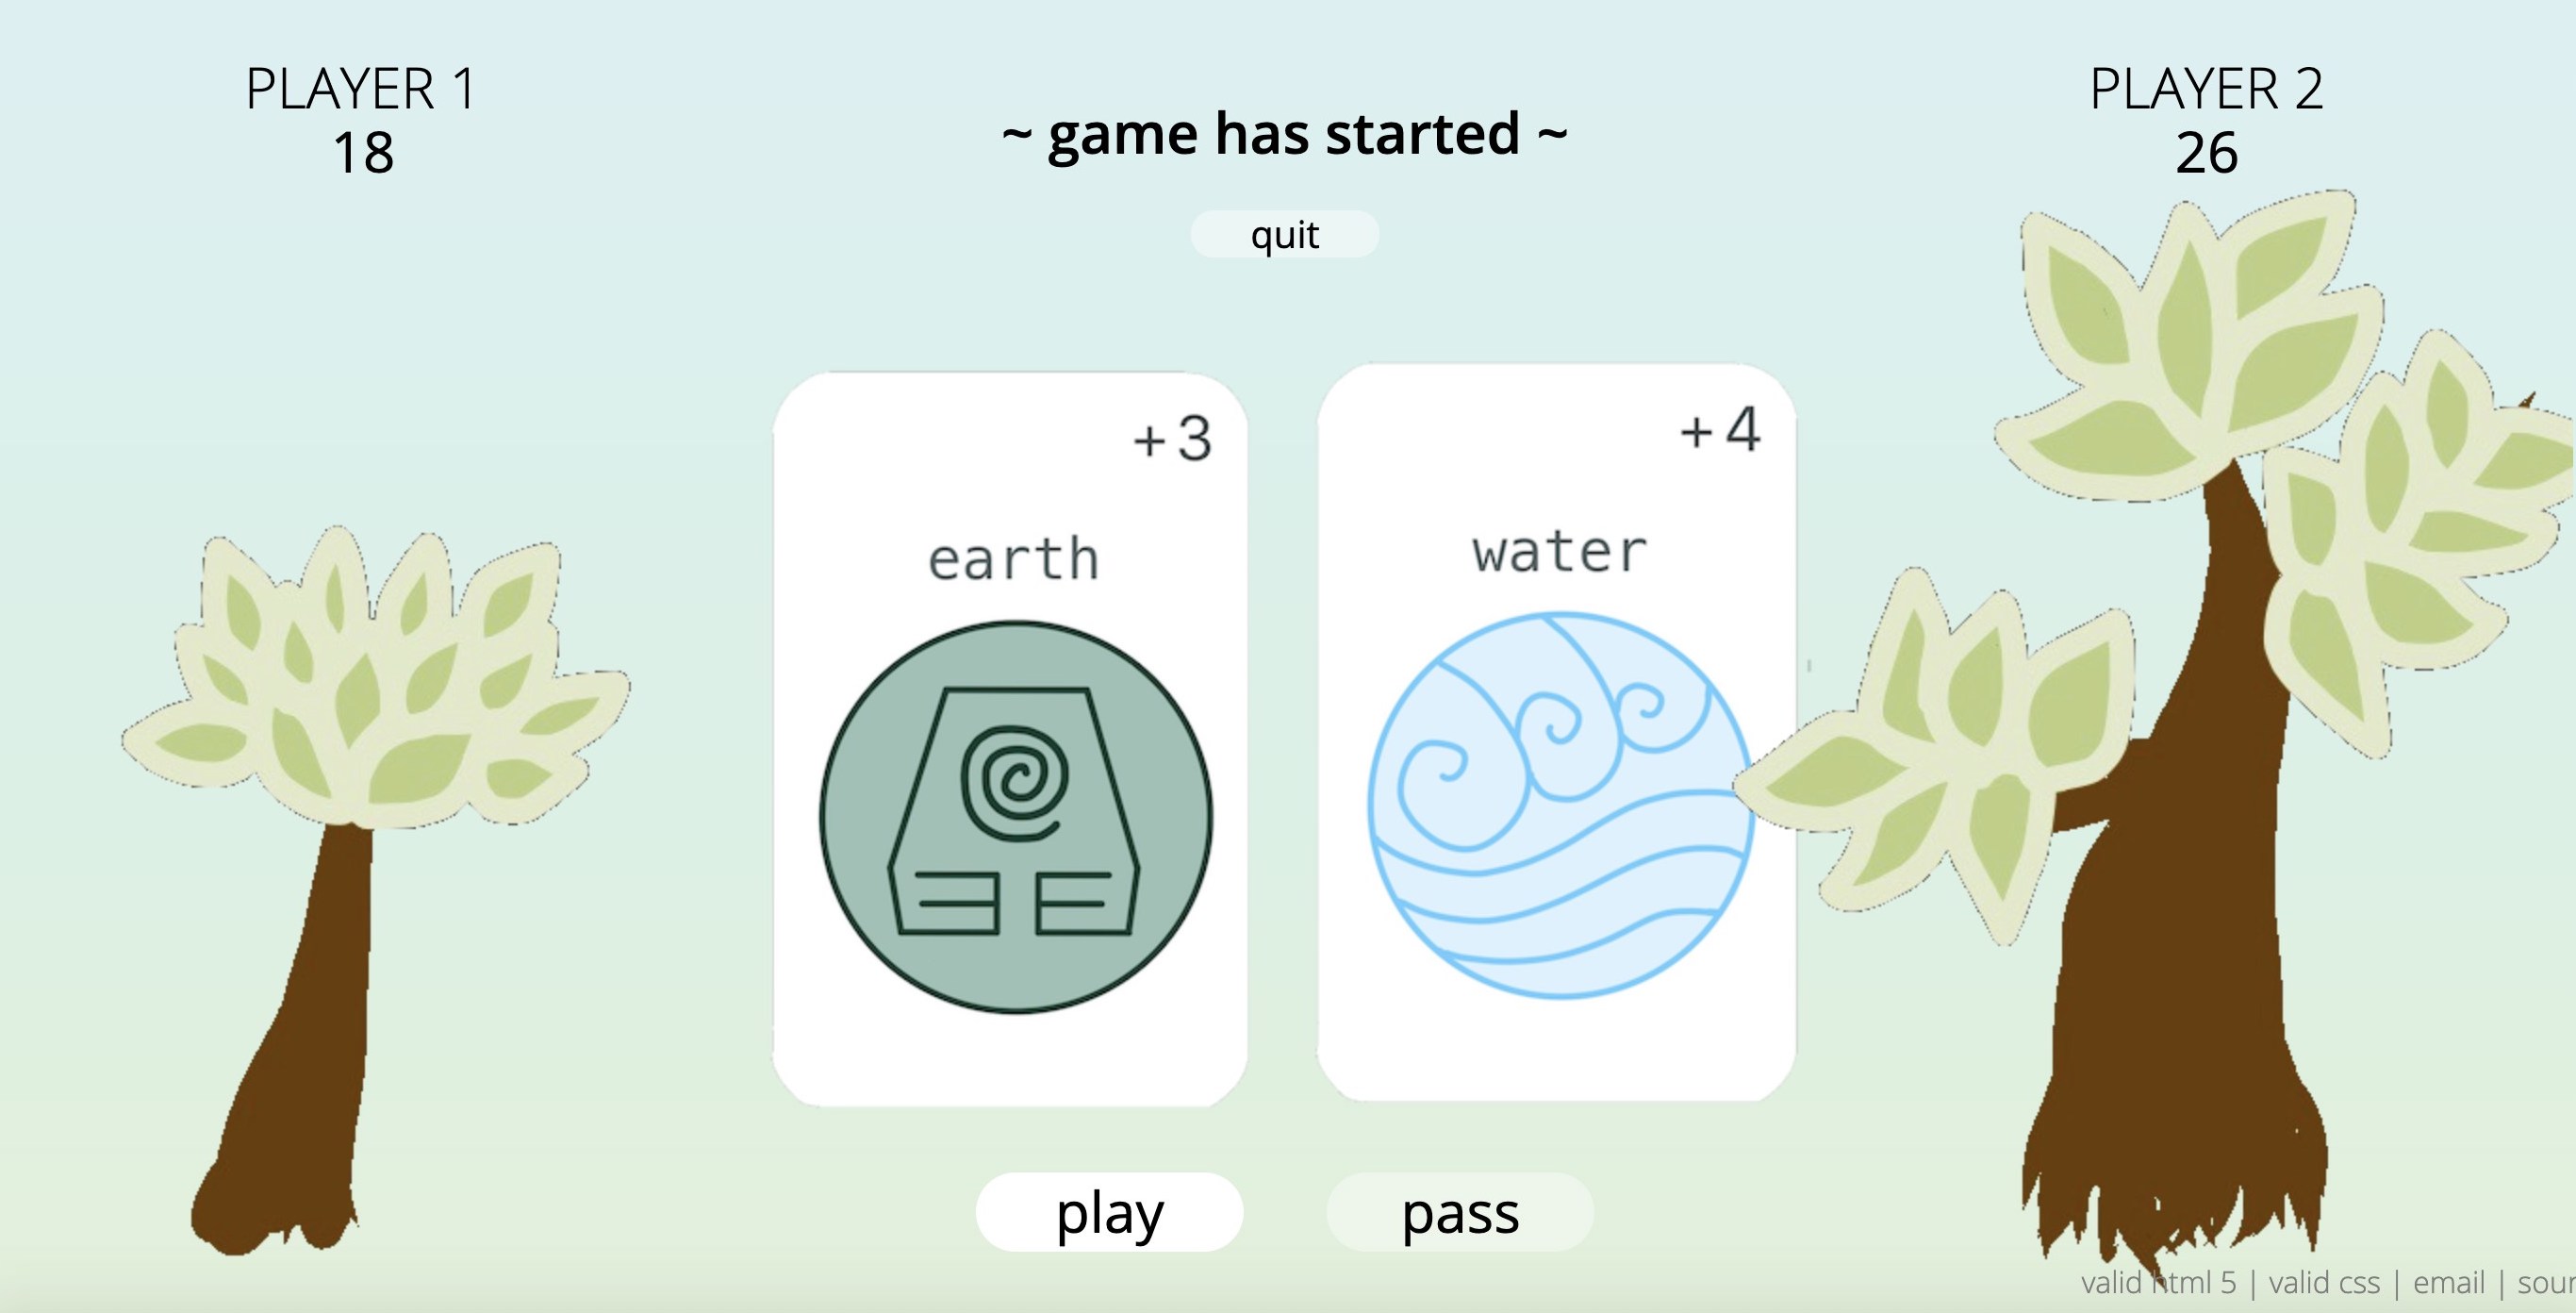 PLAYER 1
18
~ game has started ~
quit
PLAYER 2
26
+3
earth
+4
water
play
pass
valid html 5 | valid css | email |